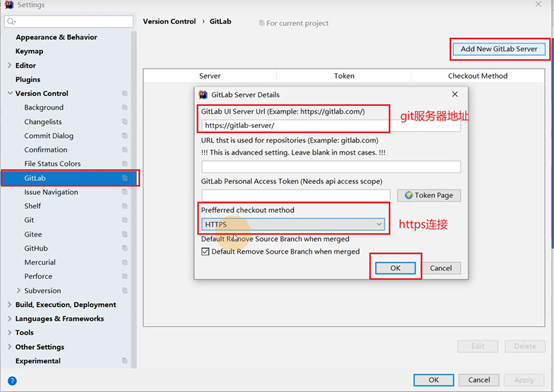 Settings
Version Control › GitLab
For current project
Appearance & Behavior
Keymap
Editor
Plugins
Version Control
Background
Changelists
Commit Dialog
Confirmation
File Status Colors
GitLab
Issue Navigation
Shelf
Git
Gitee
GitHub
Mercurial
Perforce
Subversion
Build, Execution, Deployment
Languages & Frameworks
Tools
Other Settings
Experimental
Add New GitLab Server
Server Token Checkout Method
GitLab Server Details
GitLab UI Server Url (Example: https://gitlab.com/)
git服务器地址
https://gitlab-server/
URL thst is used for repositories (Example: gitlab.com)
!!! This is advanced setting. Leave blank in most cases. !!!
GitLab Personal Access Token (Needs api access scope)
Token Page
Preferred checkout method
HTTPS
https连接
Default Remove Source Branch when merged
Default Remove Source Branch when merged
OK Cancel
Edit Delete
? OK Cancel Apply